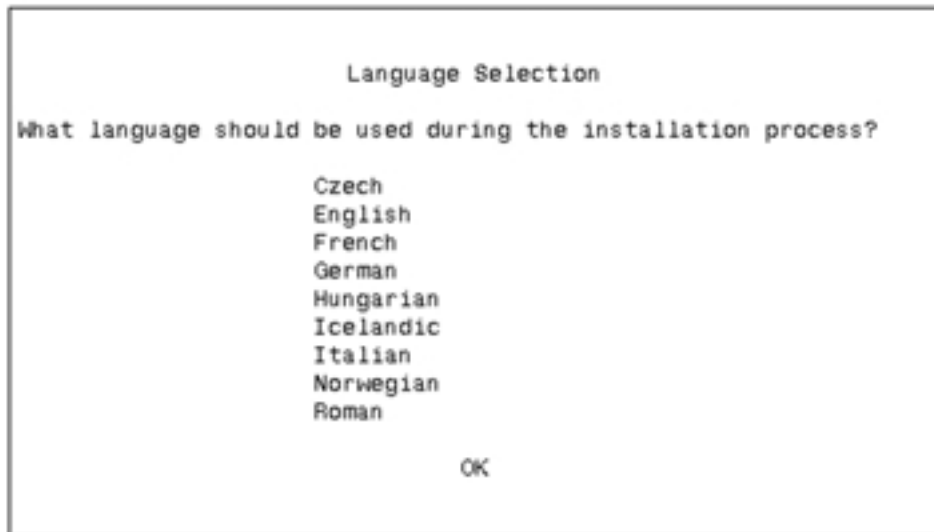 Language Selection
What language should be used during the installation process?
Czech
English
French
German
Hungarian
Icelandic
Italian
Norwegian
Roman
OK